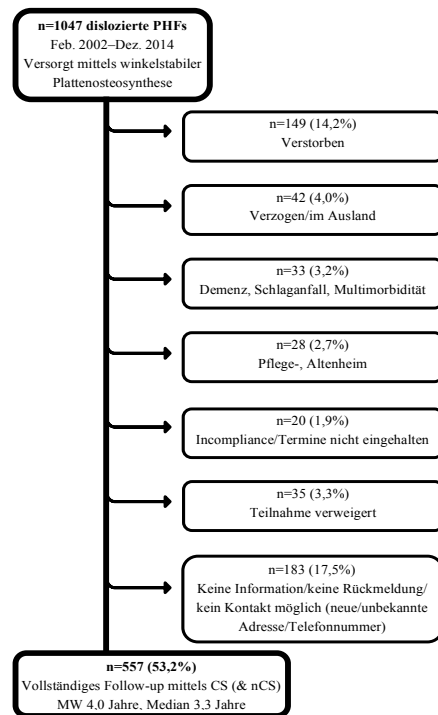 n=1047 dislozierte PHFs
Feb. 2002–Dez. 2014
Versorgt mittels winkelstabiler
Plattenosteosynthese
n=149 (14,2%)
Verstorben
n=42 (4,0%)
Verzogen/im Ausland
n=33 (3,2%)
Demenz, Schlaganfall, Multimorbidität
n=28 (2,7%)
Pflege-, Altenheim
n=20 (1,9%)
Incompliance/Termine nicht eingehalten
n=35 (3,3%)
Teilnahme verweigert
n=183 (17,5%)
Keine Information/keine Rückmeldung/
kein Kontakt möglich (neue/unbekannte
Adresse/Telefonnummer)
n=557 (53,2%)
Vollständiges Follow-up mittels CS (& nCS)
MW 4,0 Jahre, Median 3,3 Jahre